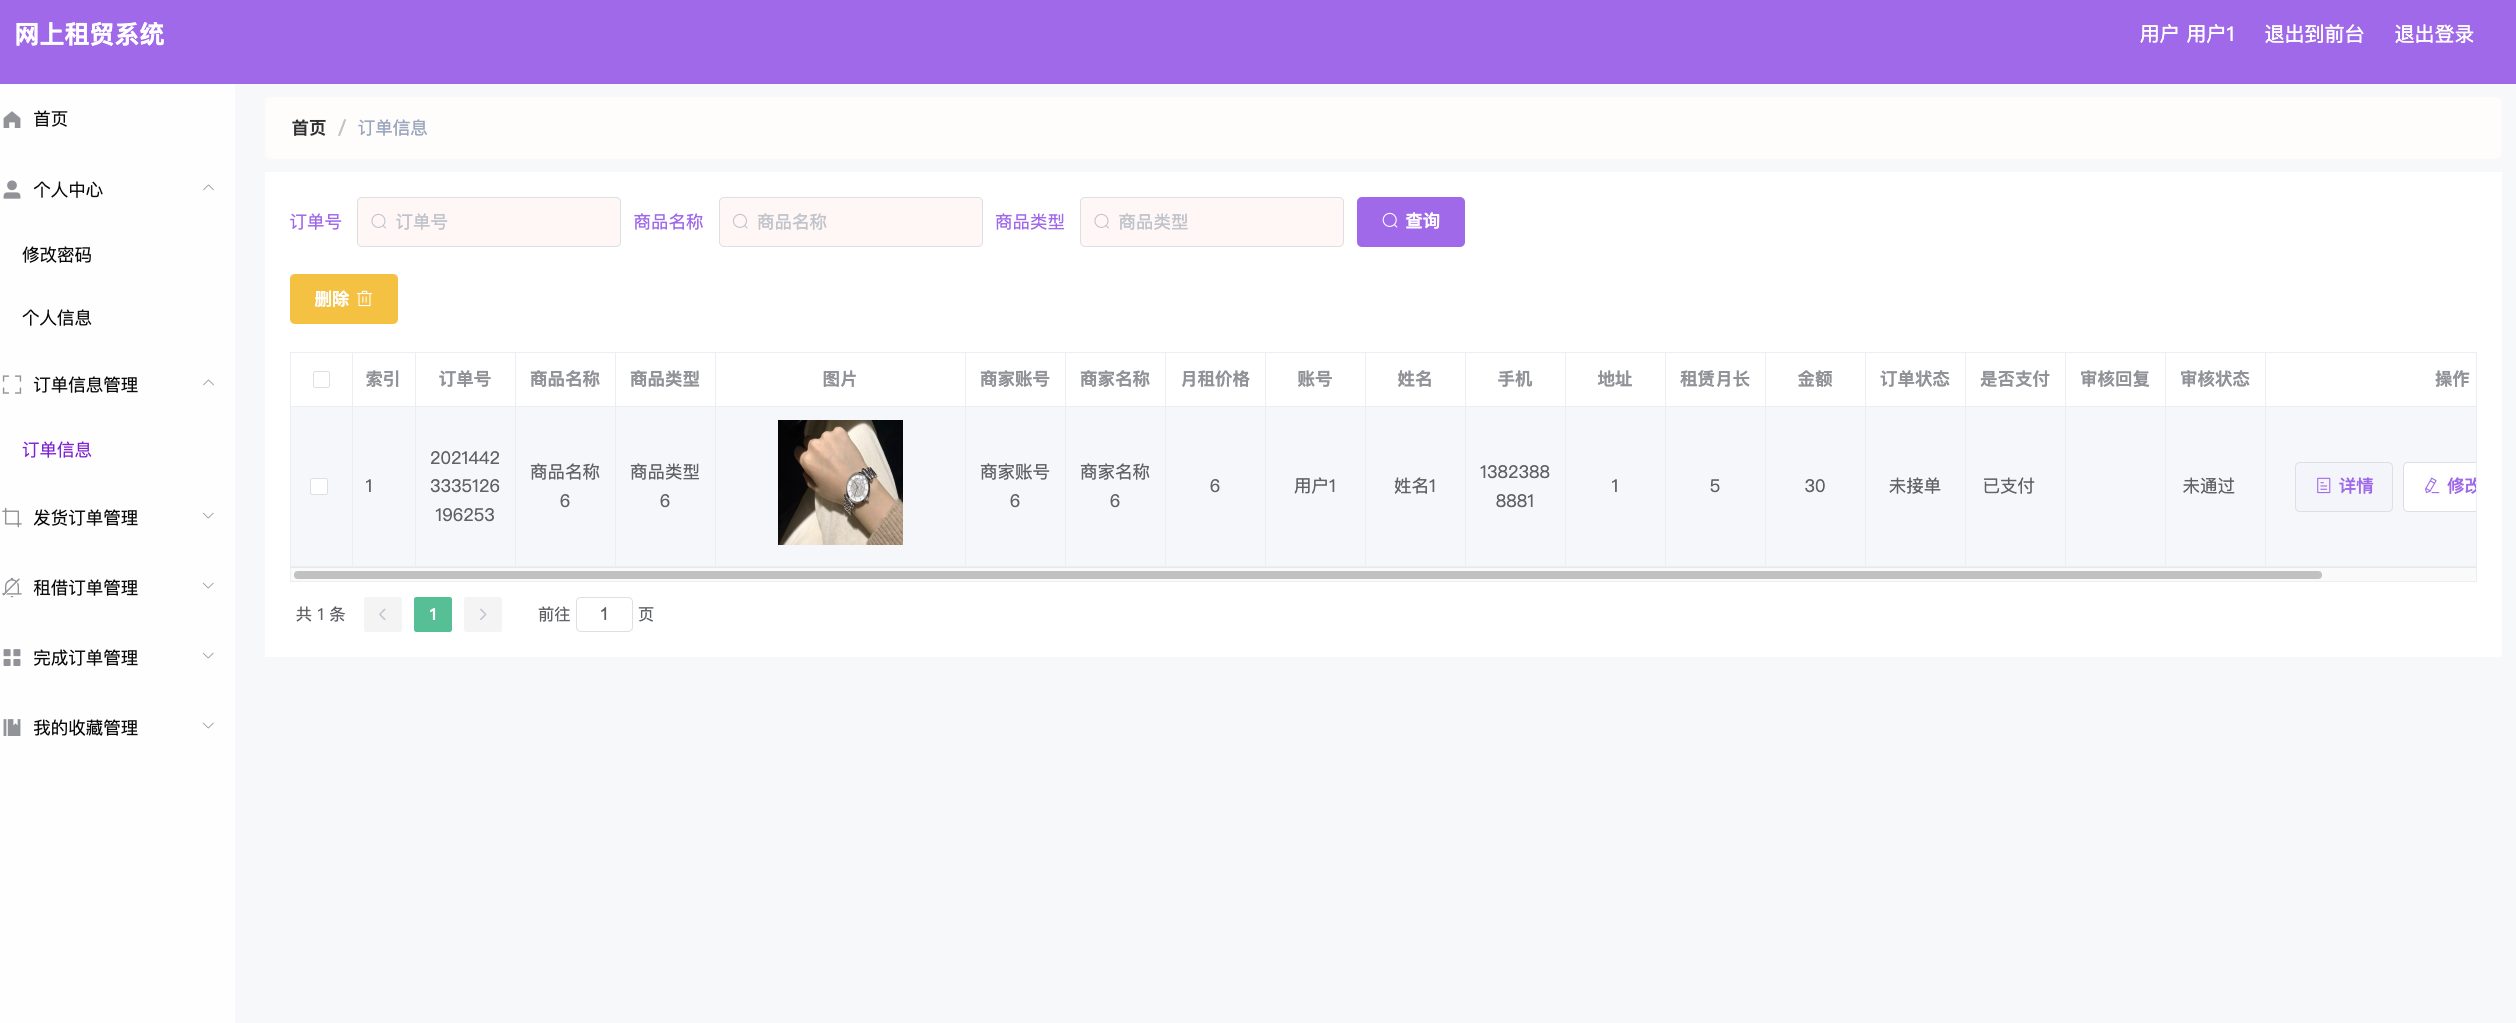 网上租贸系统
用户 用户1 退出到前台 退出登录
首页
个人中心
修改密码
个人信息
订单信息管理
订单信息
发货订单管理
租借订单管理
完成订单管理
我的收藏管理
首页 / 订单信息
订单号 订单号 商品名称 商品名称 商品类型 商品类型 查询
删除
索引 订单号 商品名称 商品类型 图片 商家账号 商家名称 月租价格 账号 姓名 手机 地址 租赁月长 金额 订单状态 是否支付 审核回复 审核状态 操作
1 2021442
3335126
196253 商品名称
6 商品类型
6 商家账号
6 商家名称
6 6 用户1 姓名1 1382388
8881 1 5 30 未接单 已支付 未通过 详情 修改
共 1 条 1 前往 1 页